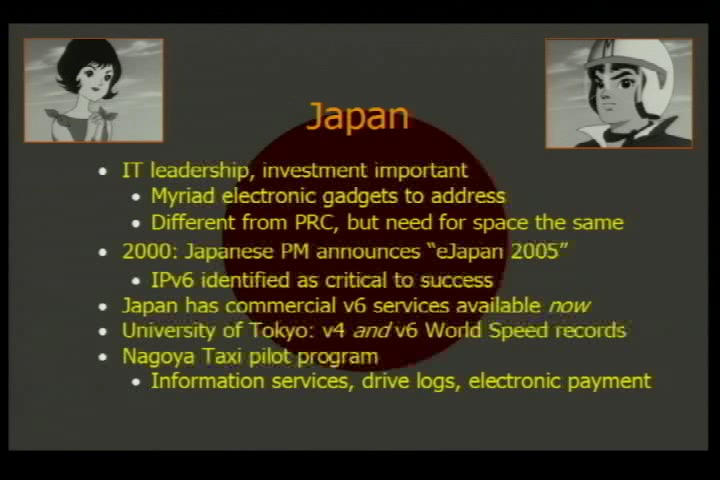 Japan
IT leadership, investment important
Myriad electronic gadgets to address
Different from PRC, but need for space the same
2000: Japanese PM announces “eJapan 2005”
IPv6 identified as critical to success
Japan has commercial v6 services available now
University of Tokyo: v4 and v6 World Speed records
Nagoya Taxi pilot program
Information services, drive logs, electronic payment
M